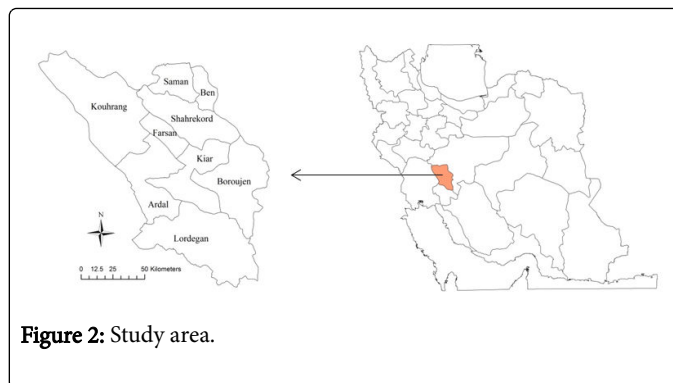 Saman
Ben
Kouhrang
Shahrekord
Farsan
Kiar
Boroujen
Ardal
N
Lordegan
0 12.5 25 50 Kilometers
Figure 2: Study area.